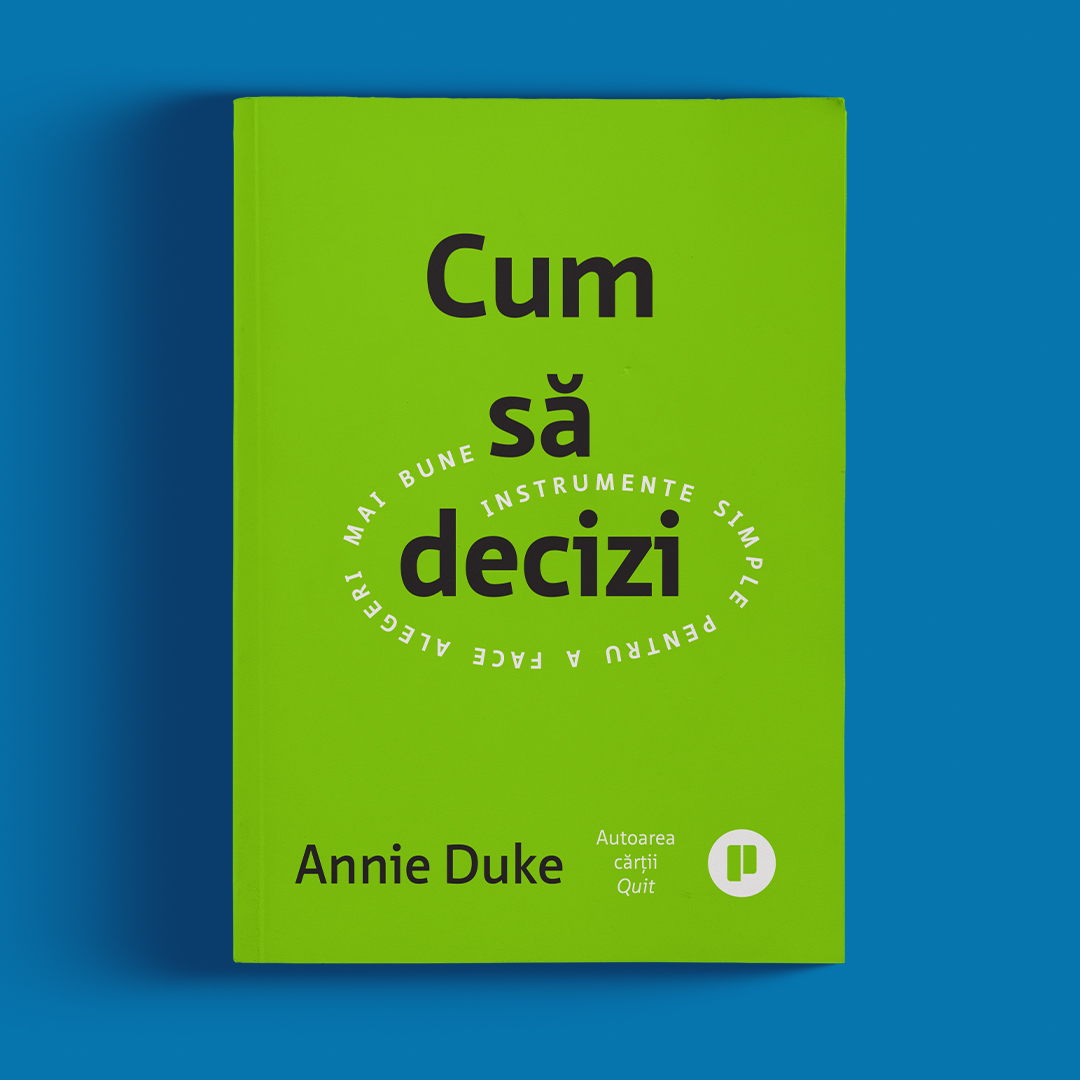 Cum
să
decizi
INSTRUMENTE SIMPLE PENTRU A FACE ALEGERI MAI BUNE
Annie Duke
Autoarea
cărții
Quit
P